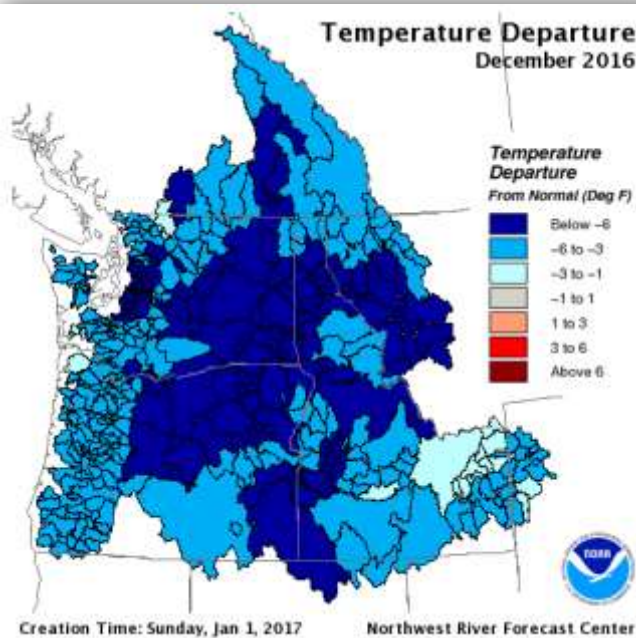 Temperature Departure
December 2016
Temperature
Departure
From Normal (Deg F)
Below -6
-6 to -3
-3 to -1
-1 to 1
1 to 3
3 to 6
Above 6
NOAA
Creation Time: Sunday, Jan 1, 2017
Northwest River Forecast Center